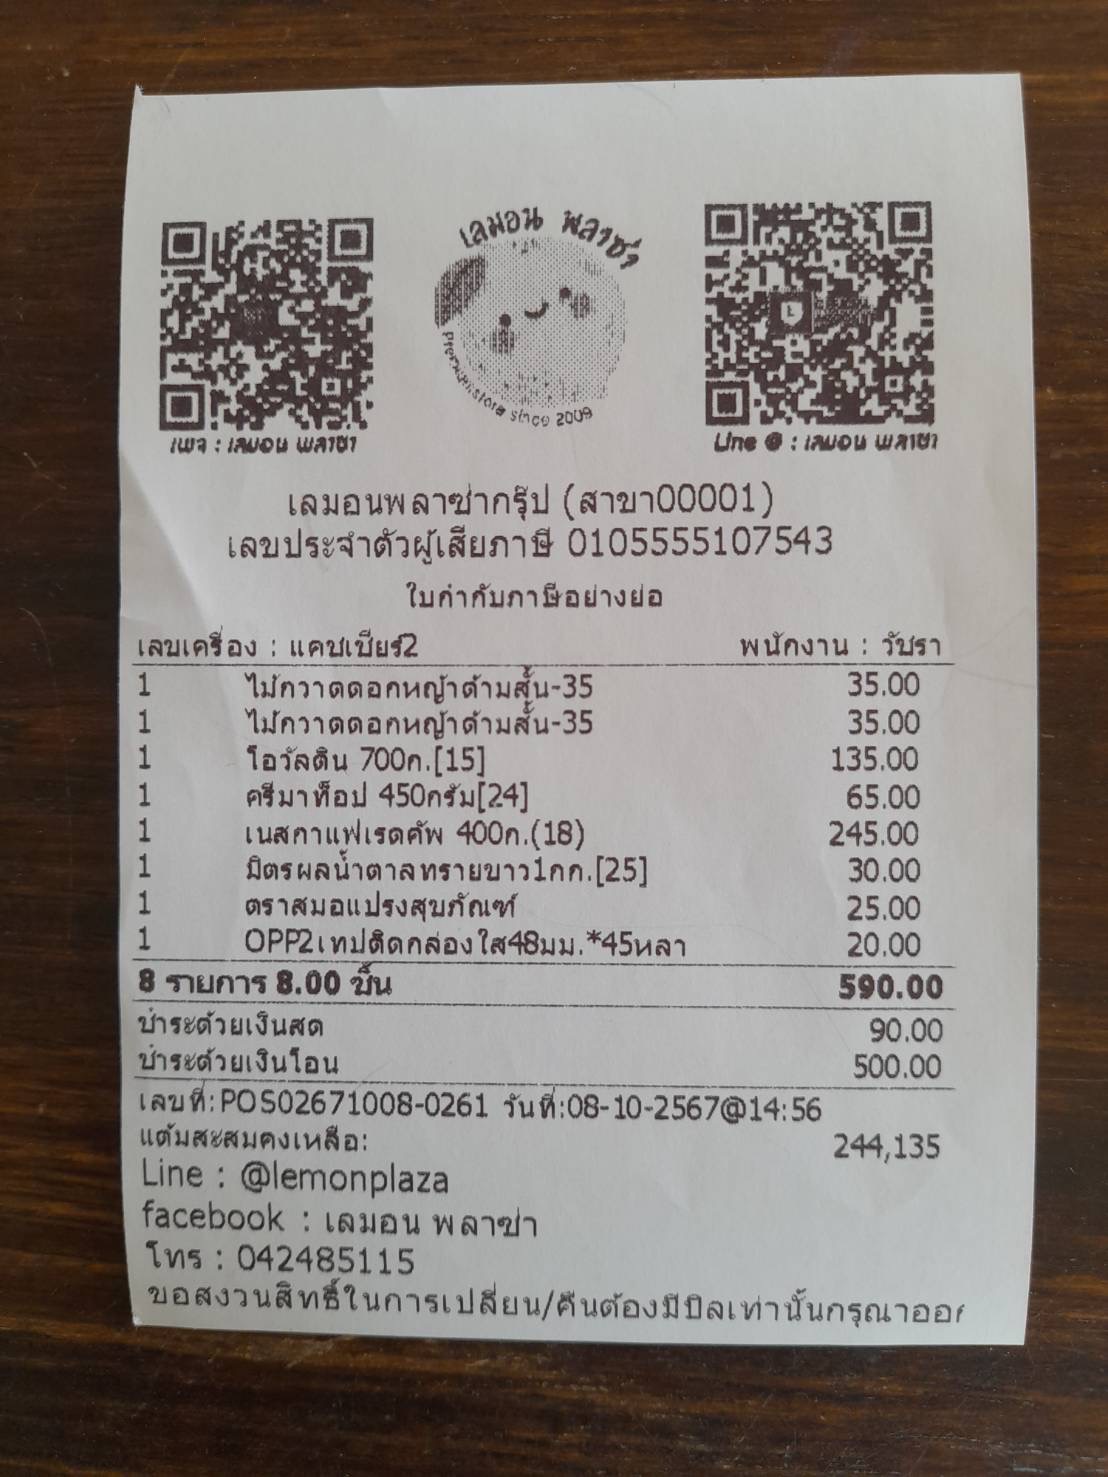 เลมอน พลาซ่า
Premium.store since 2009
เพจ : เลมอน พลาซ่า
Line @ : เลมอน พลาซ่า
เลมอนพลาซ่ากรุ๊ป (สาขา00001)
เลขประจำตัวผู้เสียภาษี 0105555107543
ใบกำกับภาษีอย่างย่อ
เลขเครื่อง : แคชเชียร์2 พนักงาน : วัชรา
1 ไม้กวาดดอกหญ้าด้ามสั้น-35 35.00
1 ไม้กวาดดอกหญ้าด้ามสั้น-35 35.00
1 โอวัลติน 700ก.[15] 135.00
1 ครีมาท็อป 450กรัม[24] 65.00
1 เนสกาแฟเรดคัพ 400ก.(18) 245.00
1 มิตรผลน้ำตาลทรายขาว1กก.[25] 30.00
1 ตราสมอแปรงสุขภัณฑ์ 25.00
1 OPP2เทปติดกล่องใส48มม.*45หลา 20.00
8 รายการ 8.00 ชิ้น 590.00
ชำระด้วยเงินสด 90.00
ชำระด้วยเงินโอน 500.00
เลขที่:POS02671008-0261 วันที่:08-10-2567@14:56
แต้มสะสมคงเหลือ: 244,135
Line : @lemonplaza
facebook : เลมอน พลาซ่า
โทร : 042485115
ขอสงวนสิทธิ์ในการเปลี่ยน/คืนต้องมีบิลเท่านั้นกรุณาออ